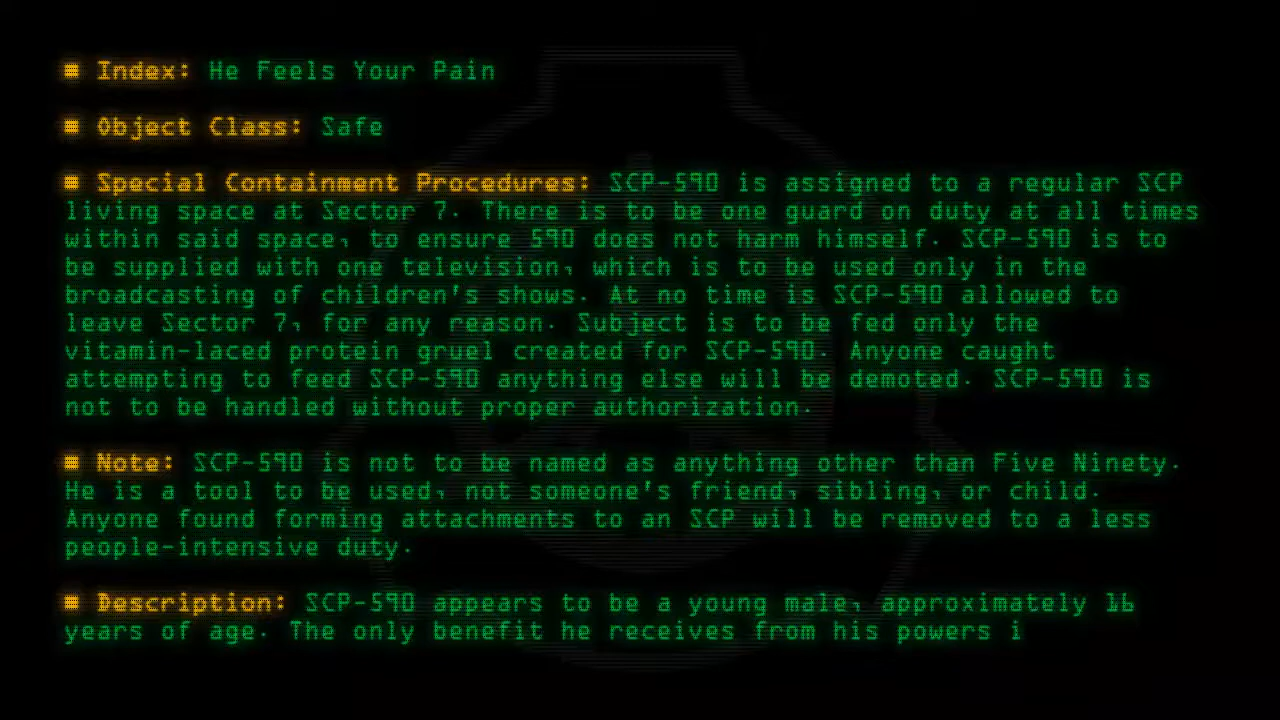 ■ Index: He Feels Your Pain
■ Object Class: Safe
■ Special Containment Procedures: SCP-590 is assigned to a regular SCP
living space at Sector 7. There is to be one guard on duty at all times
within said space, to ensure 590 does not harm himself. SCP-590 is to
be supplied with one television, which is to be used only in the
broadcasting of children's shows. At no time is SCP-590 allowed to
leave Sector 7, for any reason. Subject is to be fed only the
vitamin-laced protein gruel created for SCP-590. Anyone caught
attempting to feed SCP-590 anything else will be demoted. SCP-590 is
not to be handled without proper authorization.
■ Note: SCP-590 is not to be named as anything other than Five Ninety.
He is a tool to be used, not someone's friend, sibling, or child.
Anyone found forming attachments to an SCP will be removed to a less
people-intensive duty.
■ Description: SCP-590 appears to be a young male, approximately 16
years of age. The only benefit he receives from his powers i